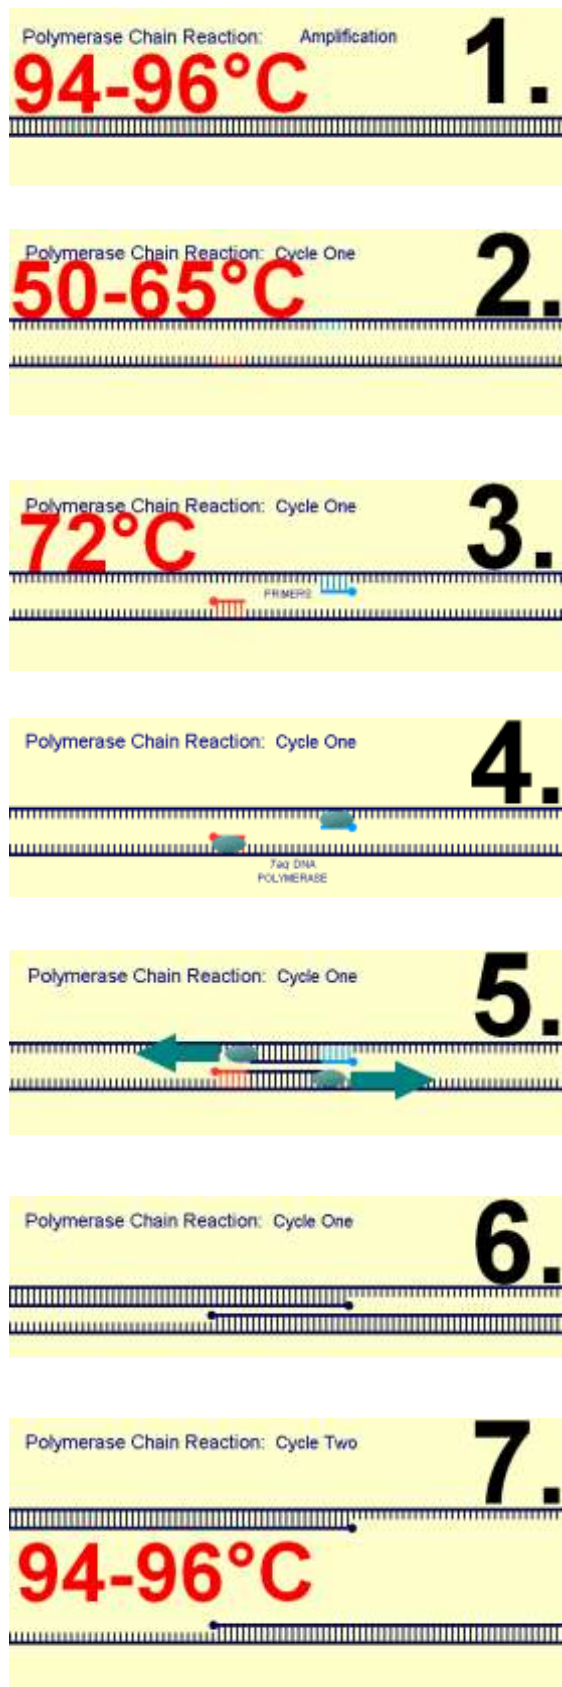 Polymerase Chain Reaction: Amplification 1.
94-96°C
Polymerase Chain Reaction: Cycle One 2.
50-65°C
Polymerase Chain Reaction: Cycle One 3.
72°C
PRIMERS
Polymerase Chain Reaction: Cycle One 4.
Taq DNA
POLYMERASE
Polymerase Chain Reaction: Cycle One 5.
Polymerase Chain Reaction: Cycle One 6.
Polymerase Chain Reaction: Cycle Two 7.
94-96°C